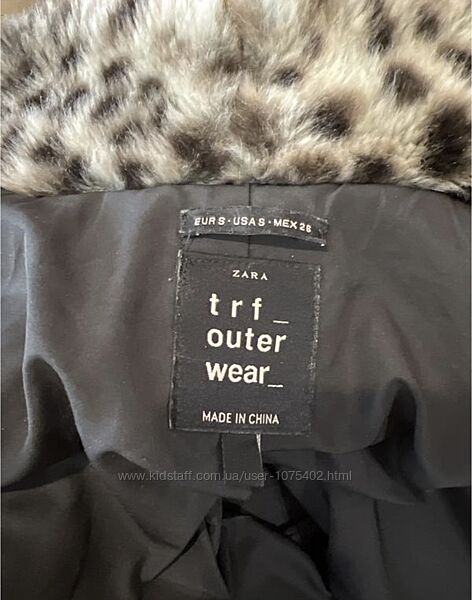 EUR S · USA S · MEX 26
ZARA
trf_
outer
wear_
MADE IN CHINA
www.kidstaff.com.ua/user-1075402.html